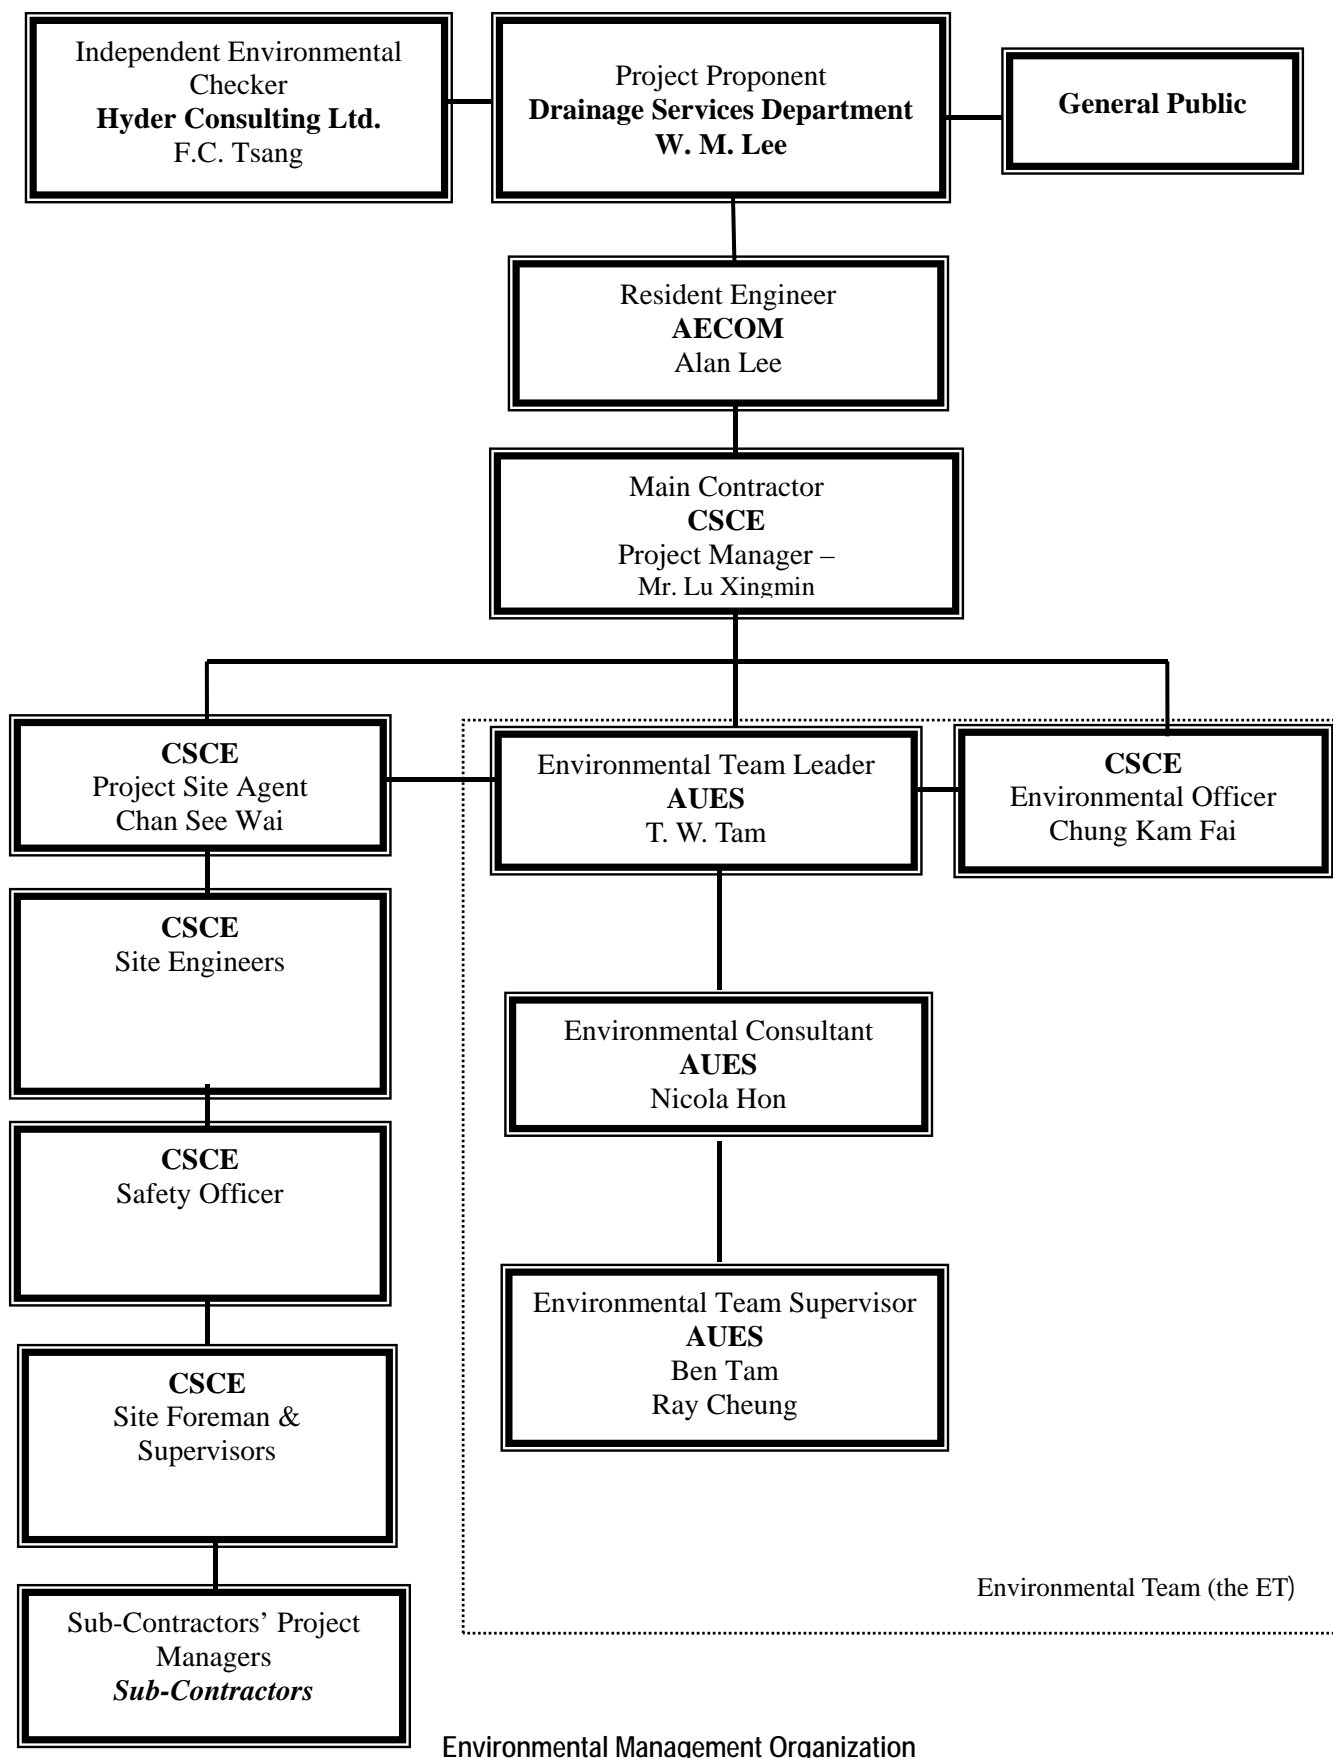 Independent Environmental
Checker
Hyder Consulting Ltd.
F.C. Tsang
Project Proponent
Drainage Services Department
W. M. Lee
General Public
Resident Engineer
AECOM
Alan Lee
Main Contractor
CSCE
Project Manager –
Mr. Lu Xingmin
CSCE
Project Site Agent
Chan See Wai
Environmental Team Leader
AUES
T. W. Tam
CSCE
Environmental Officer
Chung Kam Fai
CSCE
Site Engineers
Environmental Consultant
AUES
Nicola Hon
CSCE
Safety Officer
Environmental Team Supervisor
AUES
Ben Tam
Ray Cheung
CSCE
Site Foreman &
Supervisors
Environmental Team (the ET)
Sub-Contractors’ Project
Managers
Sub-Contractors
Environmental Management Organization